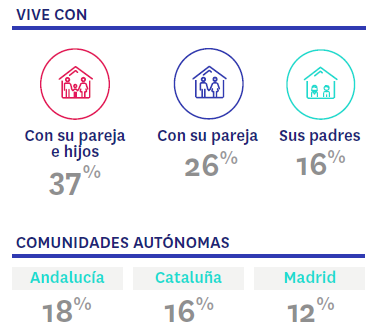 VIVE CON
Con su pareja e hijos
37%
Con su pareja
26%
Sus padres
16%
COMUNIDADES AUTÓNOMAS
Andalucía
18%
Cataluña
16%
Madrid
12%